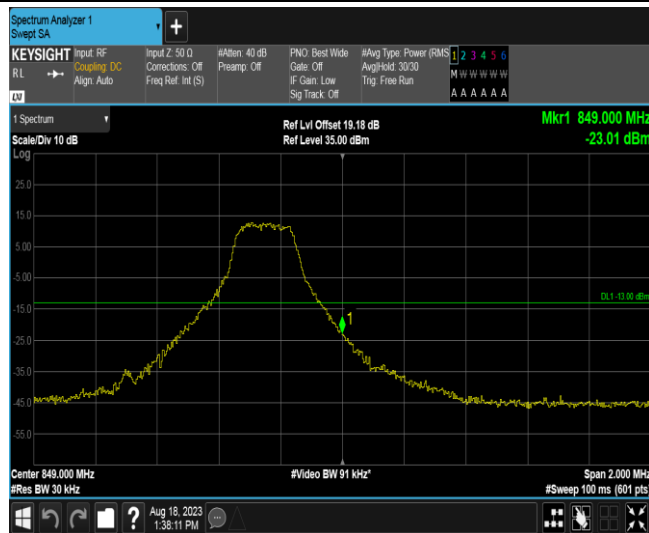 Spectrum Analyzer 1
Swept SA
+
KEYSIGHT
RL
LXI
Input: RF
Coupling: DC
Align: Auto
Input Z: 50 Ω
Corrections: Off
Freq Ref: Int (S)
#Atten: 40 dB
Preamp: Off
PNO: Best Wide
Gate: Off
IF Gain: Low
Sig Track: Off
#Avg Type: Power (RMS
Avg|Hold: 30/30
Trig: Free Run
1 2 3 4 5 6
M W W W W W
A A A A A A
1 Spectrum
Scale/Div 10 dB
Log
Ref Lvl Offset 19.18 dB
Ref Level 35.00 dBm
Mkr1 849.000 MHz
-23.01 dBm
25.0
15.0
5.00
-5.00
DL1 -13.00 dBm
-15.0
1
-25.0
-35.0
-45.0
-55.0
Center 849.000 MHz
#Res BW 30 kHz
#Video BW 91 kHz*
Span 2.000 MHz
#Sweep 100 ms (601 pts)
?
Aug 18, 2023
1:38:11 PM